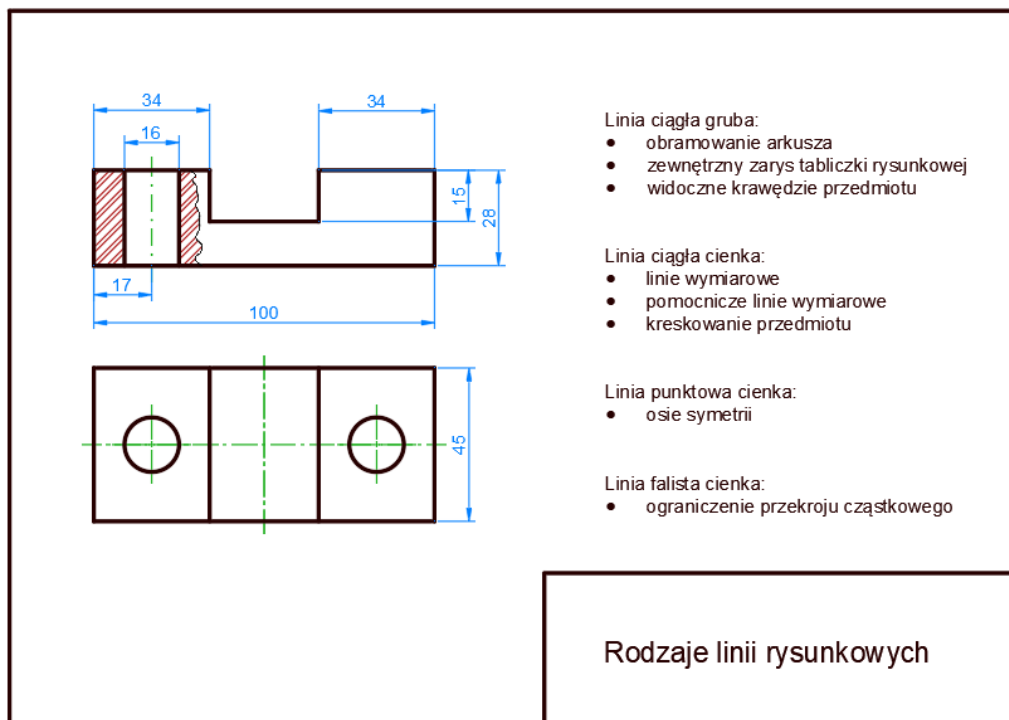 34
34
16
15
28
17
100
45
Linia ciągła gruba:
• obramowanie arkusza
• zewnętrzny zarys tabliczki rysunkowej
• widoczne krawędzie przedmiotu
Linia ciągła cienka:
• linie wymiarowe
• pomocnicze linie wymiarowe
• kreskowanie przedmiotu
Linia punktowa cienka:
• osie symetrii
Linia falista cienka:
• ograniczenie przekroju cząstkowego
Rodzaje linii rysunkowych